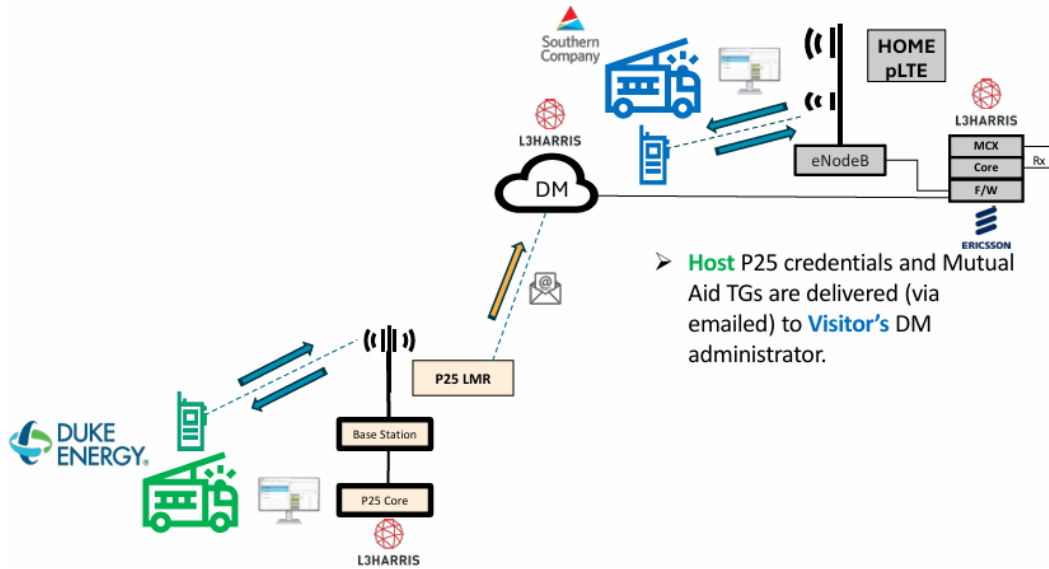 Southern
Company
HOME
pLTE
L3HARRIS
L3HARRIS
MCX
Core
Rx
F/W
eNodeB
DM
ERICSSON
➢ Host P25 credentials and Mutual
Aid TGs are delivered (via
emailed) to Visitor's DM
administrator.
@
P25 LMR
DUKE
ENERGY®
Base Station
P25 Core
L3HARRIS